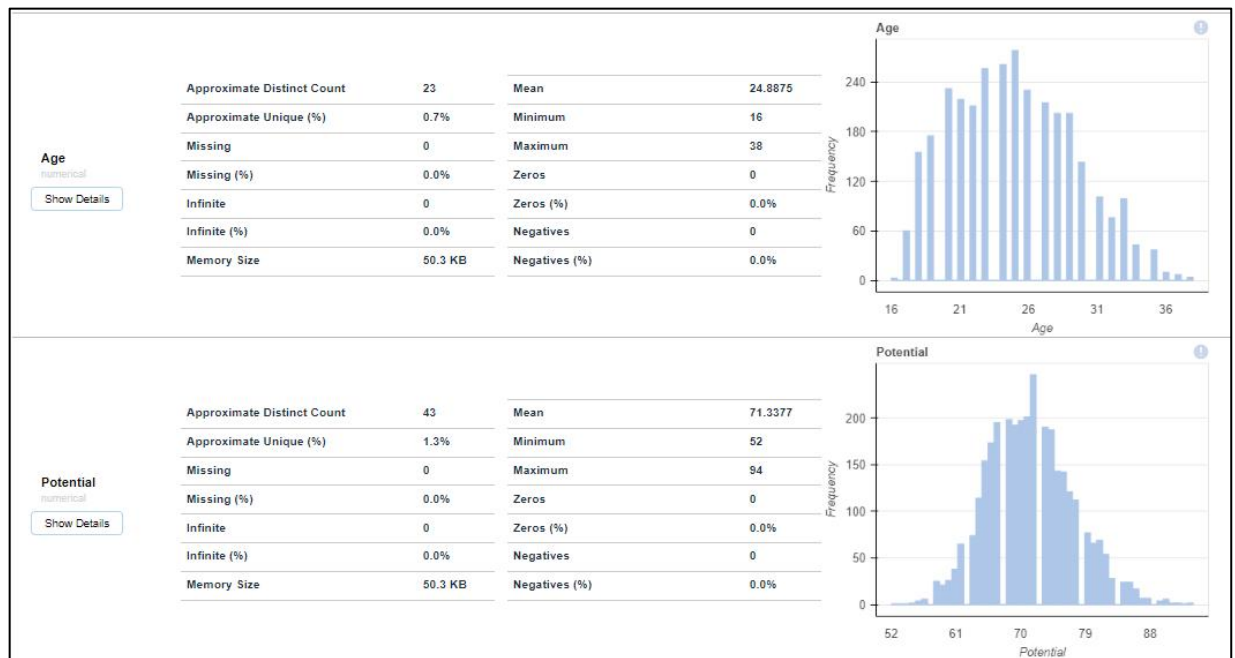 Age
numerical
Show Details
Approximate Distinct Count 23
Approximate Unique (%) 0.7%
Missing 0
Missing (%) 0.0%
Infinite 0
Infinite (%) 0.0%
Memory Size 50.3 KB
Mean 24.8875
Minimum 16
Maximum 38
Zeros 0
Zeros (%) 0.0%
Negatives 0
Negatives (%) 0.0%
Age
!
Frequency
240
180
120
60
0
16 21 26 31 36
Age
Potential
numerical
Show Details
Approximate Distinct Count 43
Approximate Unique (%) 1.3%
Missing 0
Missing (%) 0.0%
Infinite 0
Infinite (%) 0.0%
Memory Size 50.3 KB
Mean 71.3377
Minimum 52
Maximum 94
Zeros 0
Zeros (%) 0.0%
Negatives 0
Negatives (%) 0.0%
Potential
!
Frequency
200
150
100
50
0
52 61 70 79 88
Potential